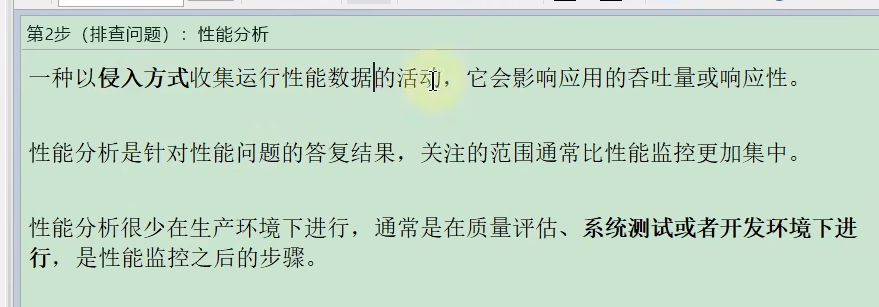 第2步（排查问题）：性能分析
一种以侵入方式收集运行性能数据的活动，它会影响应用的吞吐量或响应性。
性能分析是针对性能问题的答复结果，关注的范围通常比性能监控更加集中。
性能分析很少在生产环境下进行，通常是在质量评估、系统测试或者开发环境下进
行，是性能监控之后的步骤。